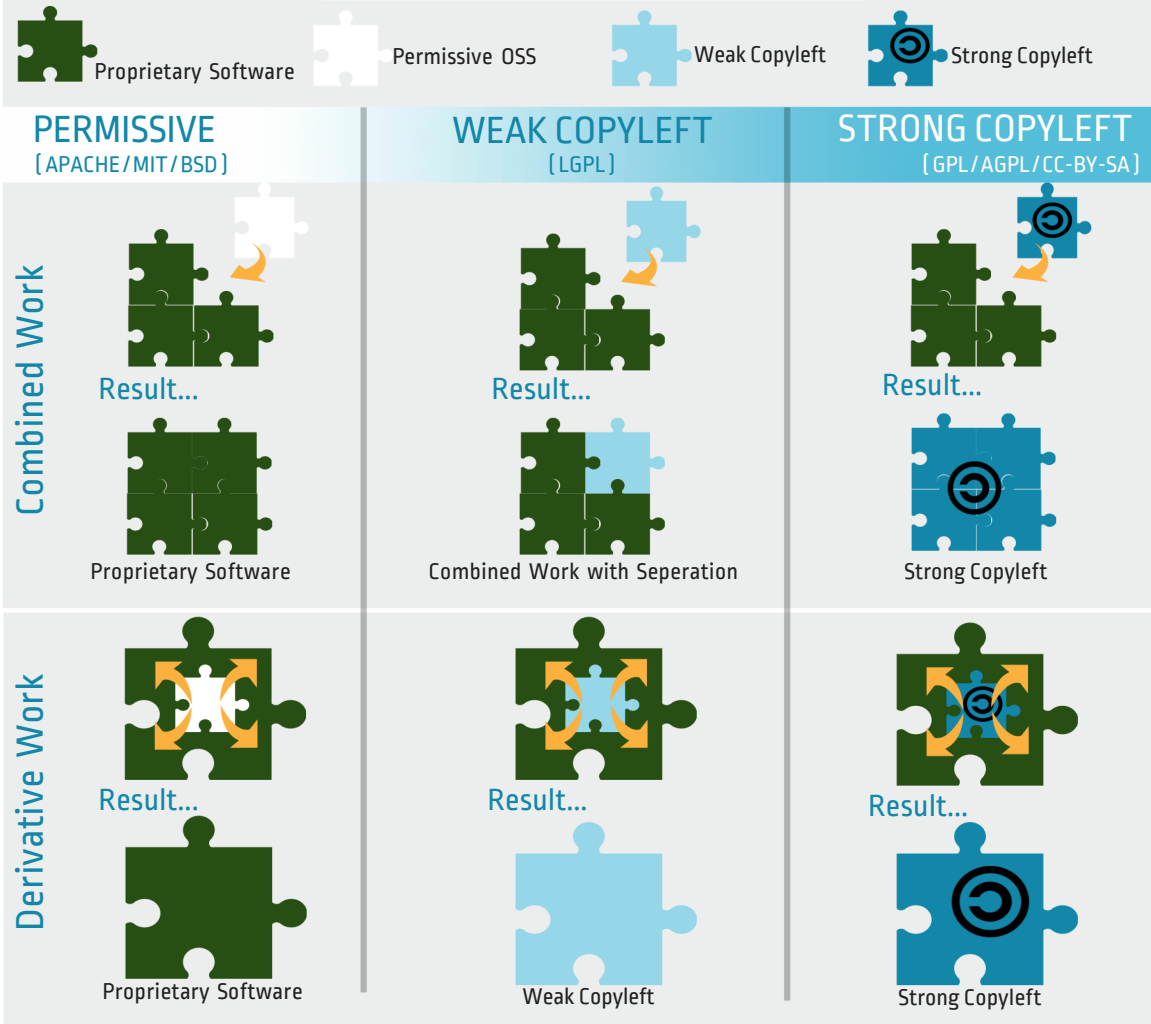 Proprietary Software
Permissive OSS
Weak Copyleft
Strong Copyleft
PERMISSIVE
[ APACHE/MIT/BSD ]
WEAK COPYLEFT
[ LGPL ]
STRONG COPYLEFT
[ GPL/AGPL/CC-BY-SA ]
Combined Work
Result...
Result...
Result...
Proprietary Software
Combined Work with Seperation
Strong Copyleft
Derivative Work
Result...
Result...
Result...
Proprietary Software
Weak Copyleft
Strong Copyleft